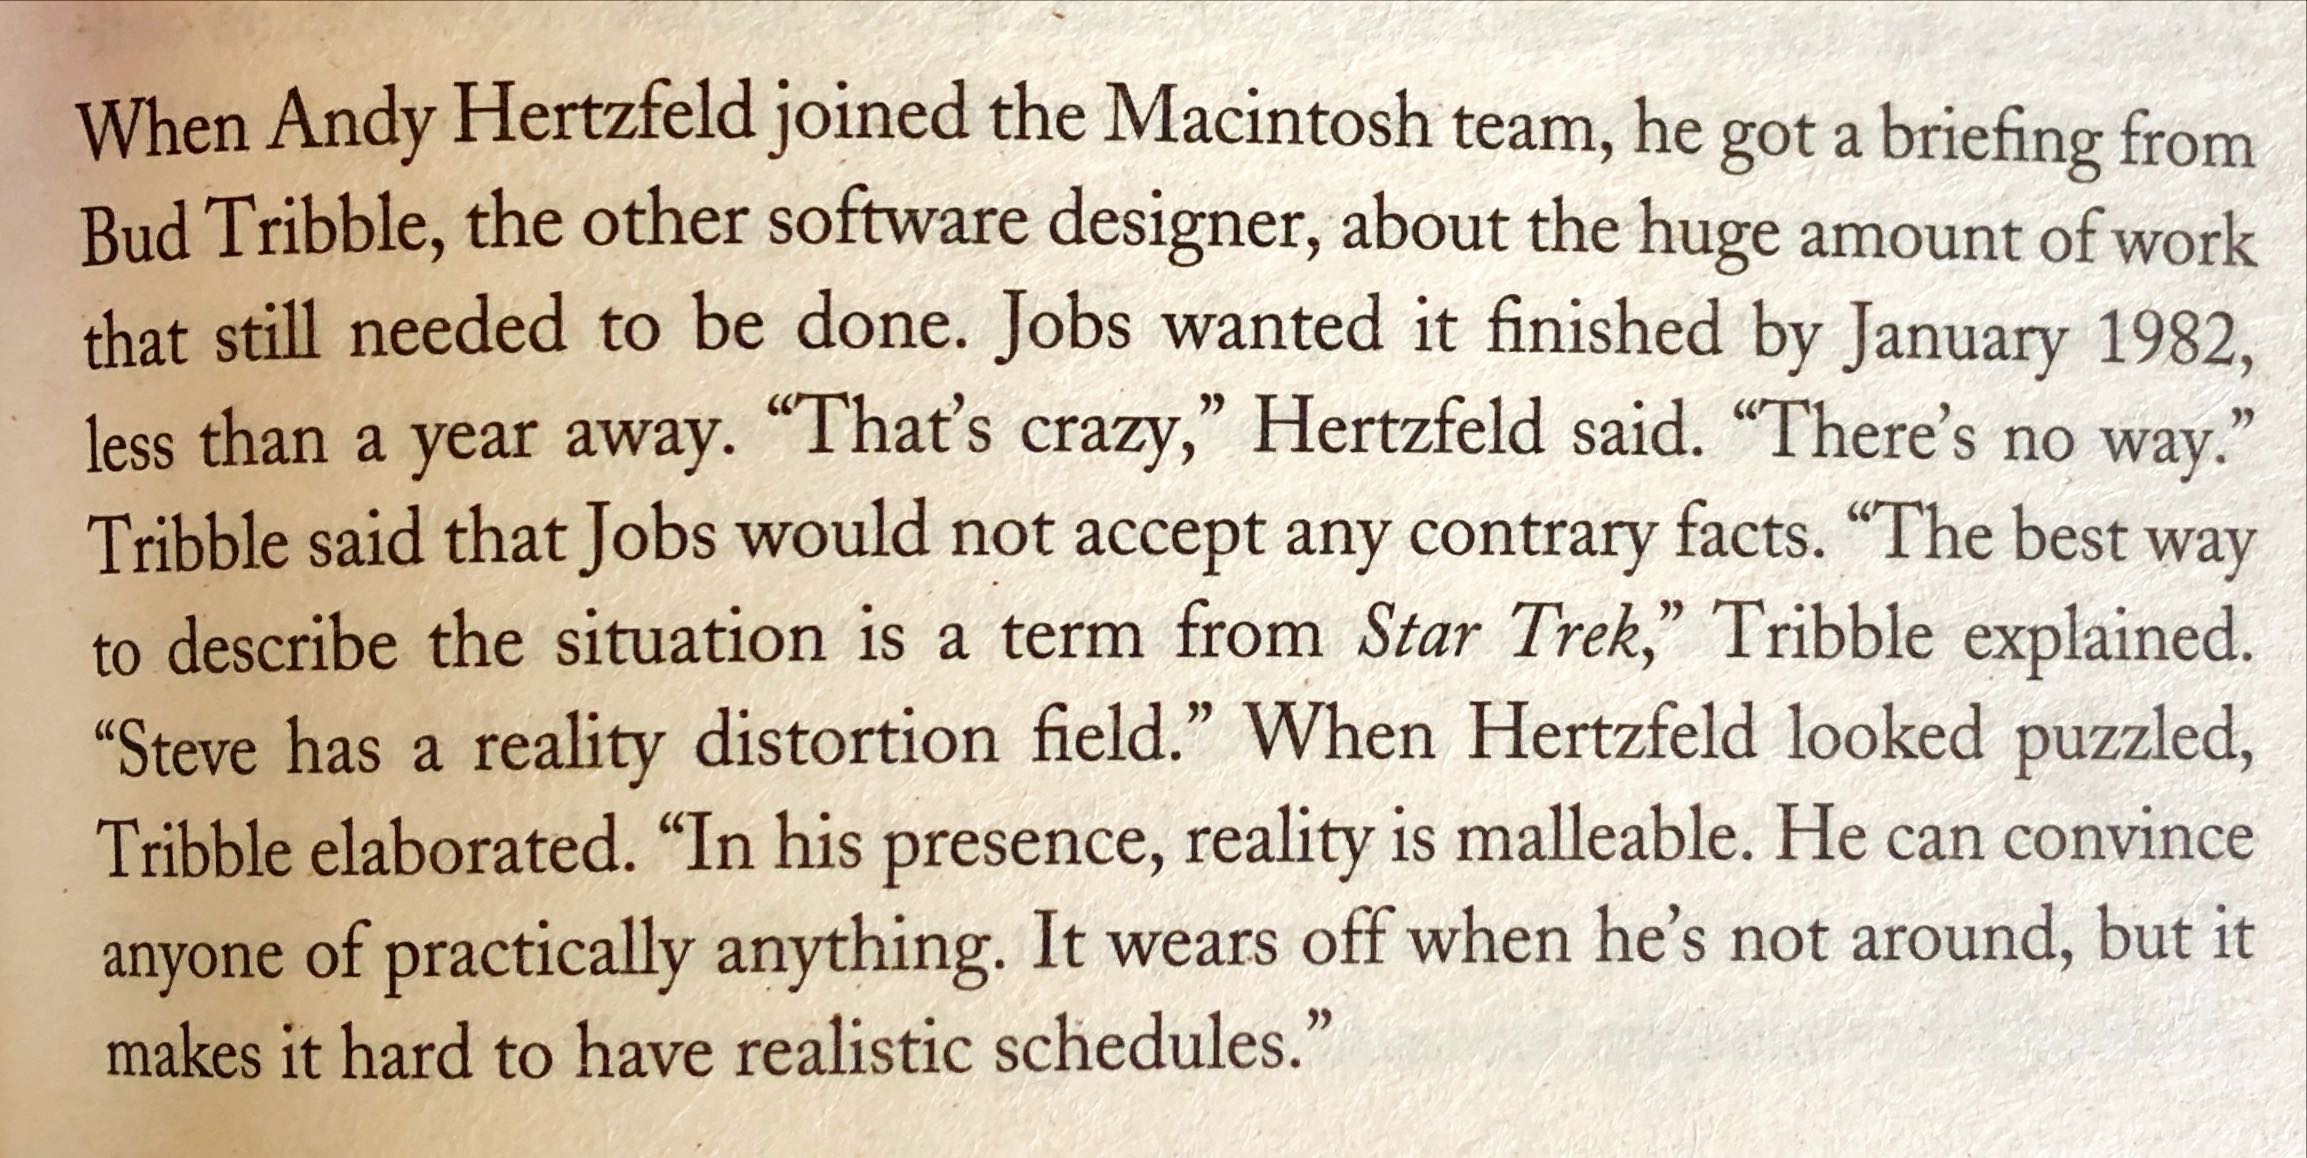 When Andy Hertzfeld joined the Macintosh team, he got a briefing from
Bud Tribble, the other software designer, about the huge amount of work
that still needed to be done. Jobs wanted it finished by January 1982,
less than a year away. “That’s crazy,” Hertzfeld said. “There’s no way.”
Tribble said that Jobs would not accept any contrary facts. “The best way
to describe the situation is a term from Star Trek,” Tribble explained.
“Steve has a reality distortion field.” When Hertzfeld looked puzzled,
Tribble elaborated. “In his presence, reality is malleable. He can convince
anyone of practically anything. It wears off when he’s not around, but it
makes it hard to have realistic schedules.”